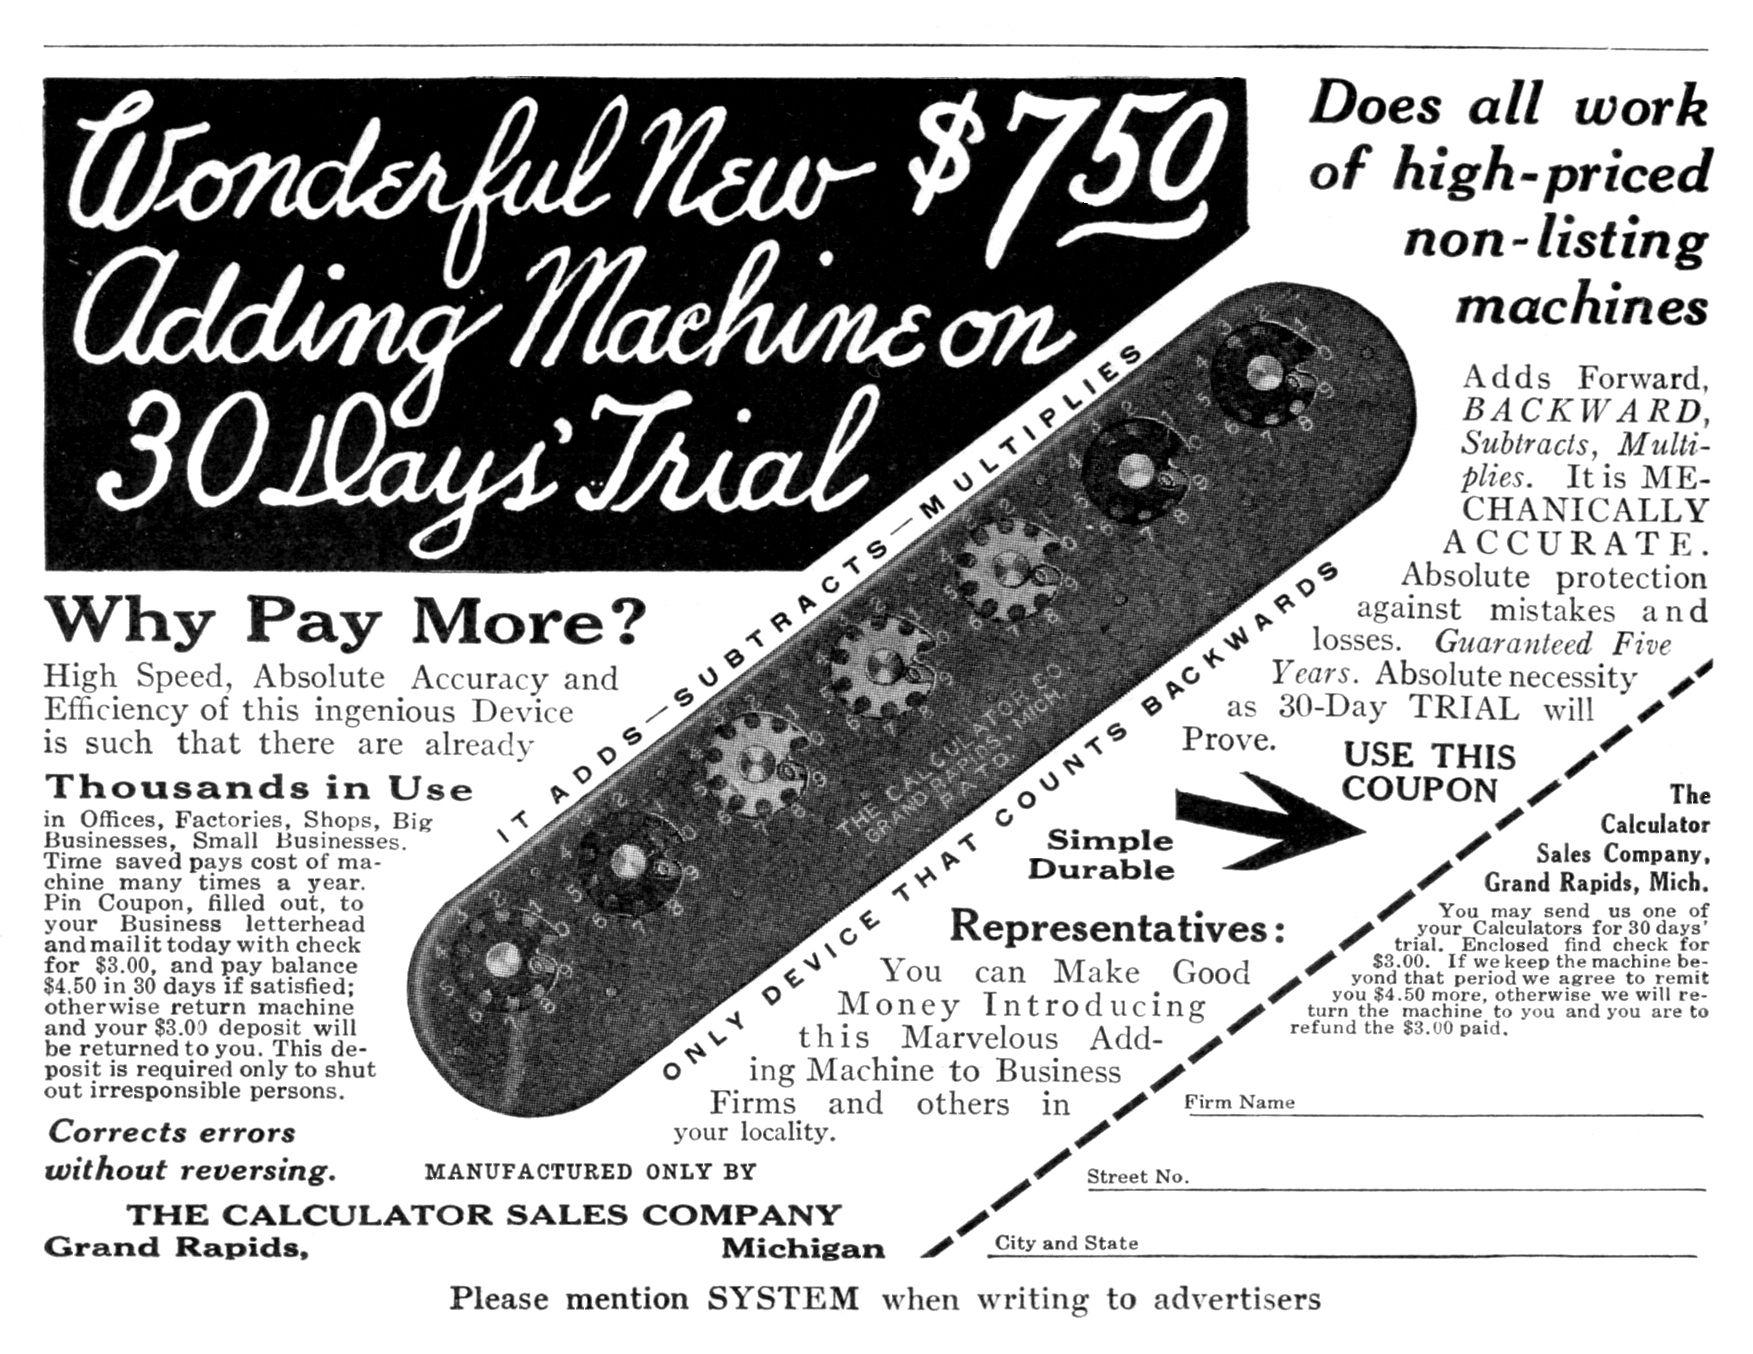 Wonderful New $7.50
Adding Machine on
30 Days' Trial
Does all work
of high-priced
non-listing
machines
Adds Forward,
BACKWARD,
Subtracts, Multi-
plies. It is ME-
CHANICALLY
ACCURATE.
Absolute protection
against mistakes and
losses. Guaranteed Five
Years. Absolute necessity
as 30-Day TRIAL will
Prove.
IT ADDS—SUBTRACTS—MULTIPLIES
THE CALCULATOR CO.
GRAND RAPIDS, MICH.
PAT'D.
ONLY DEVICE THAT COUNTS BACKWARDS
Why Pay More?
High Speed, Absolute Accuracy and
Efficiency of this ingenious Device
is such that there are already
Thousands in Use
in Offices, Factories, Shops, Big
Businesses, Small Businesses.
Time saved pays cost of ma-
chine many times a year.
Pin Coupon, filled out, to
your Business letterhead
and mail it today with check
for $3.00, and pay balance
$4.50 in 30 days if satisfied;
otherwise return machine
and your $3.00 deposit will
be returned to you. This de-
posit is required only to shut
out irresponsible persons.
Corrects errors
without reversing.
Simple
Durable
Representatives:
You can Make Good
Money Introducing
this Marvelous Add-
ing Machine to Business
Firms and others in
your locality.
MANUFACTURED ONLY BY
THE CALCULATOR SALES COMPANY
Grand Rapids, Michigan
USE THIS
COUPON
The
Calculator
Sales Company,
Grand Rapids, Mich.
You may send us one of
your Calculators for 30 days'
trial. Enclosed find check for
$3.00. If we keep the machine be-
yond that period we agree to remit
you $4.50 more, otherwise we will re-
turn the machine to you and you are to
refund the $3.00 paid.
Firm Name
Street No.
City and State
Please mention SYSTEM when writing to advertisers